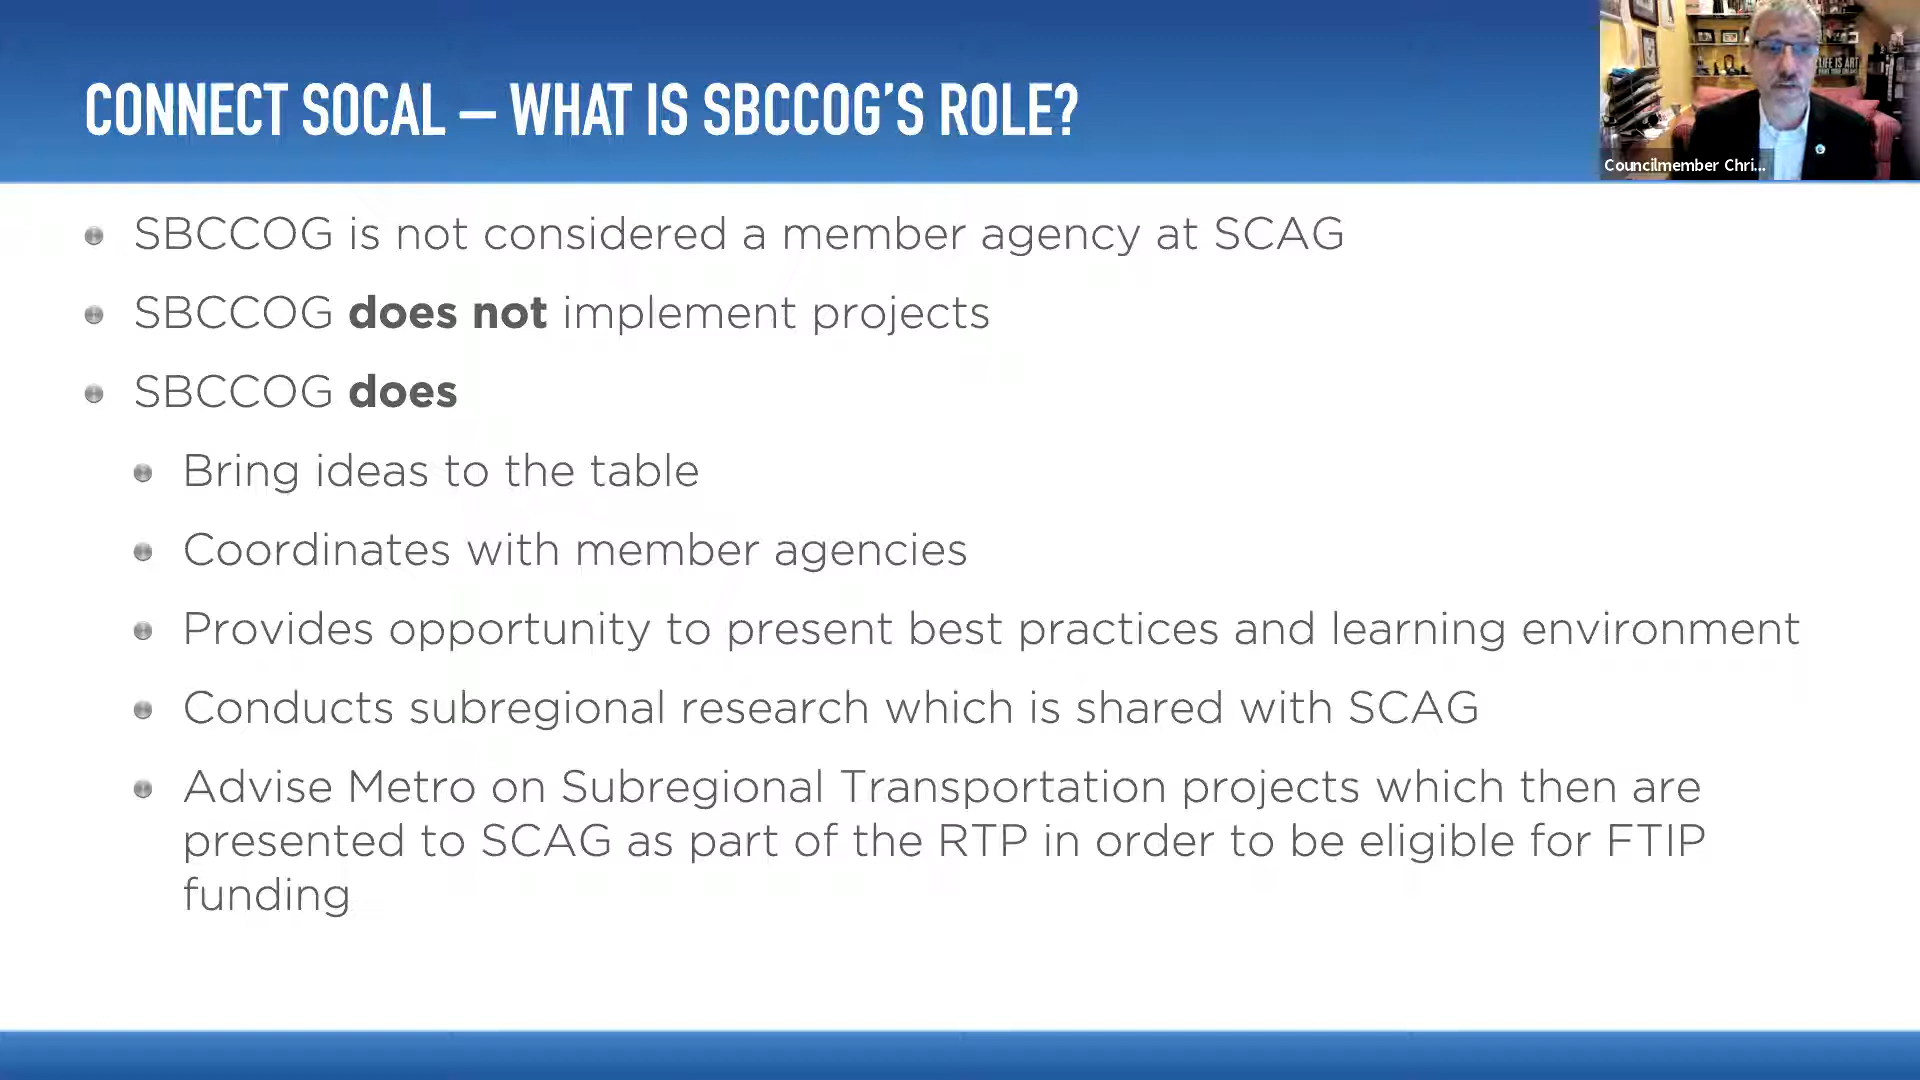 CONNECT SOCAL – WHAT IS SBCCOG'S ROLE?
LIFE IS ART
Councilmember Chri...
SBCCOG is not considered a member agency at SCAG
SBCCOG does not implement projects
SBCCOG does
Bring ideas to the table
Coordinates with member agencies
Provides opportunity to present best practices and learning environment
Conducts subregional research which is shared with SCAG
Advise Metro on Subregional Transportation projects which then are
presented to SCAG as part of the RTP in order to be eligible for FTIP
funding